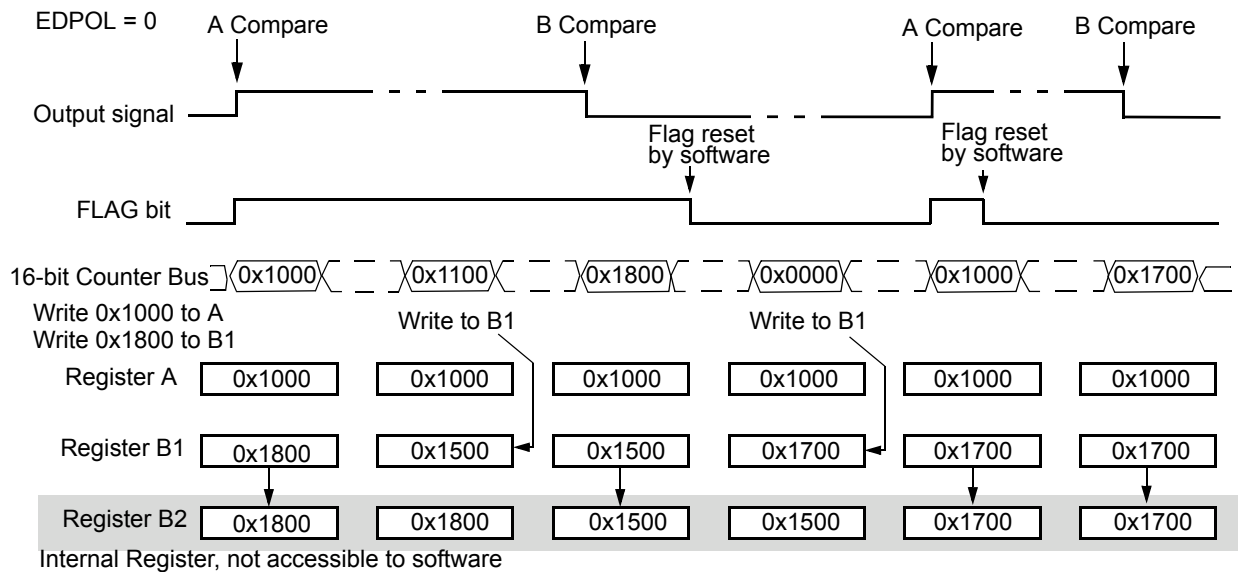 EDPOL = 0
A Compare
B Compare
A Compare
B Compare
Output signal
Flag reset
by software
Flag reset
by software
FLAG bit
16-bit Counter Bus
0x1000
0x1100
0x1800
0x0000
0x1000
0x1700
Write 0x1000 to A
Write 0x1800 to B1
Write to B1
Write to B1
Register A
0x1000
0x1000
0x1000
0x1000
0x1000
0x1000
Register B1
0x1800
0x1500
0x1500
0x1700
0x1700
0x1700
Register B2
0x1800
0x1800
0x1500
0x1500
0x1700
0x1700
Internal Register, not accessible to software